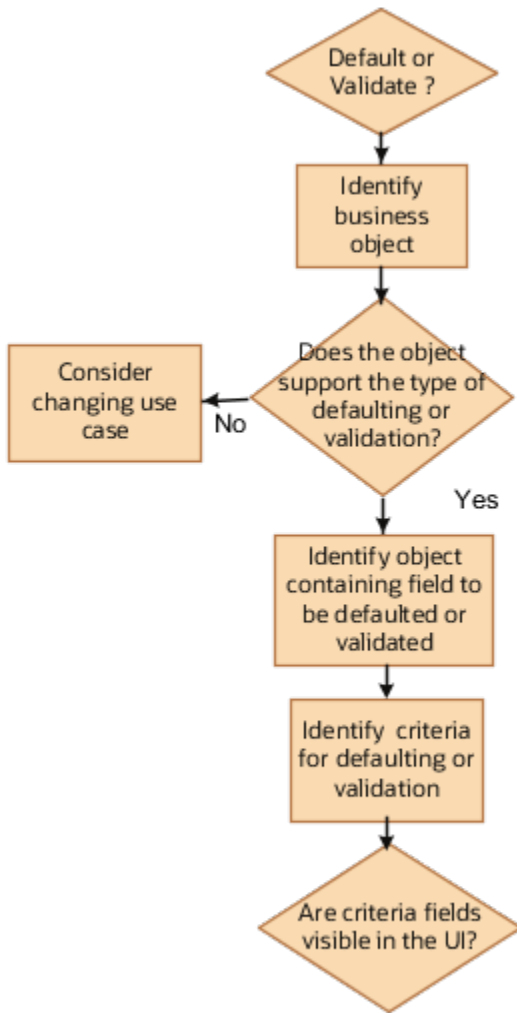 Default or
Validate ?
Identify
business
object
Does the object
support the type of
defaulting or
validation?
Consider
changing use
case
No
Yes
Identify object
containing field to
be defaulted or
validated
Identify criteria
for defaulting or
validation
Are criteria fields
visible in the UI?